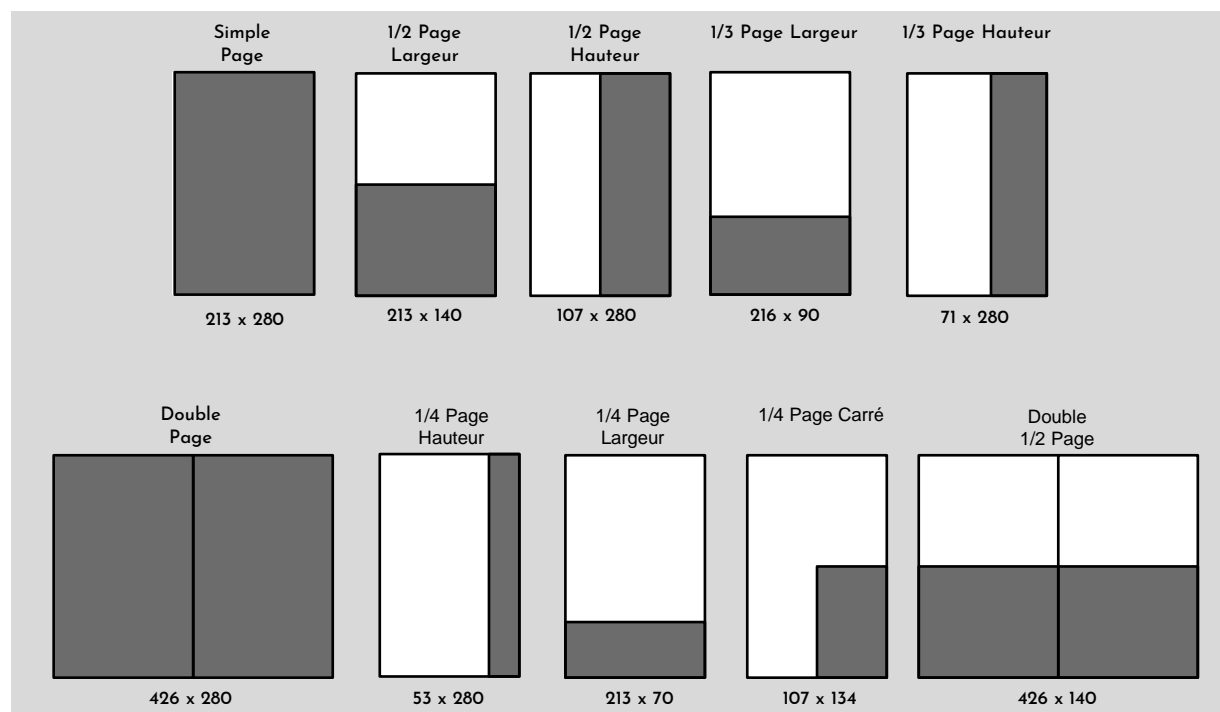 Simple
Page
1/2 Page
Largeur
1/2 Page
Hauteur
1/3 Page Largeur
1/3 Page Hauteur
213 x 280
213 x 140
107 x 280
216 x 90
71 x 280
Double
Page
1/4 Page
Hauteur
1/4 Page
Largeur
1/4 Page Carré
Double
1/2 Page
426 x 280
53 x 280
213 x 70
107 x 134
426 x 140